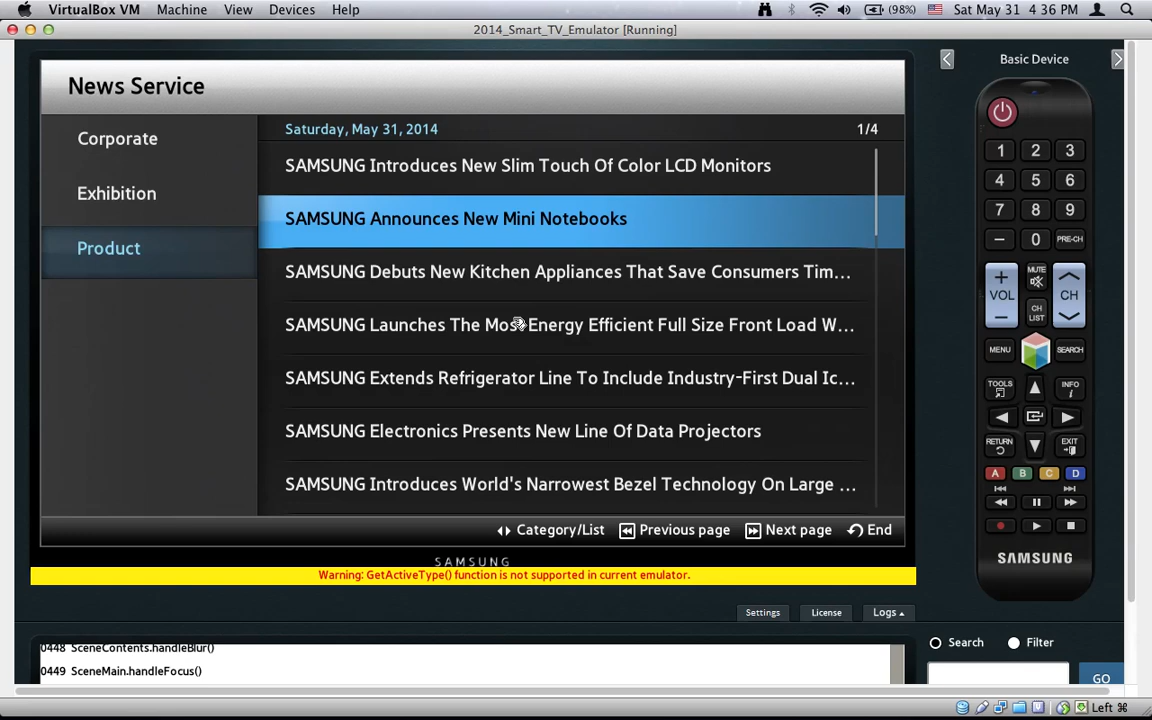 VirtualBox VM Machine View Devices Help (98%) Sat May 31 4:36 PM
2014_Smart_TV_Emulator [Running]
Basic Device
News Service
Corporate
Exhibition
Product
Saturday, May 31, 2014 1/4
SAMSUNG Introduces New Slim Touch Of Color LCD Monitors
SAMSUNG Announces New Mini Notebooks
SAMSUNG Debuts New Kitchen Appliances That Save Consumers Tim...
SAMSUNG Launches The Most Energy Efficient Full Size Front Load W...
SAMSUNG Extends Refrigerator Line To Include Industry-First Dual Ic...
SAMSUNG Electronics Presents New Line Of Data Projectors
SAMSUNG Introduces World's Narrowest Bezel Technology On Large ...
Category/List Previous page Next page End
SAMSUNG
Warning: GetActiveType() function is not supported in current emulator.
Settings License Logs
0448 SceneContents.handleBlur()
0449 SceneMain.handleFocus()
1 2 3
4 5 6
7 8 9
– 0 PRE-CH
+ VOL – MUTE CH
CH LIST
MENU SEARCH
TOOLS INFO
RETURN EXIT
A B C D
SAMSUNG
Search Filter
GO
Left ⌘